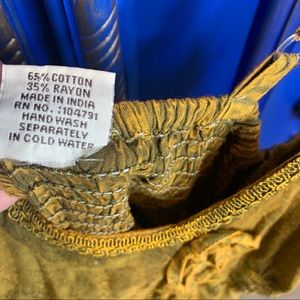 65% COTTON
35% RAYON
MADE IN INDIA
RN NO. :104791
HAND WASH
SEPARATELY
IN COLD WATER